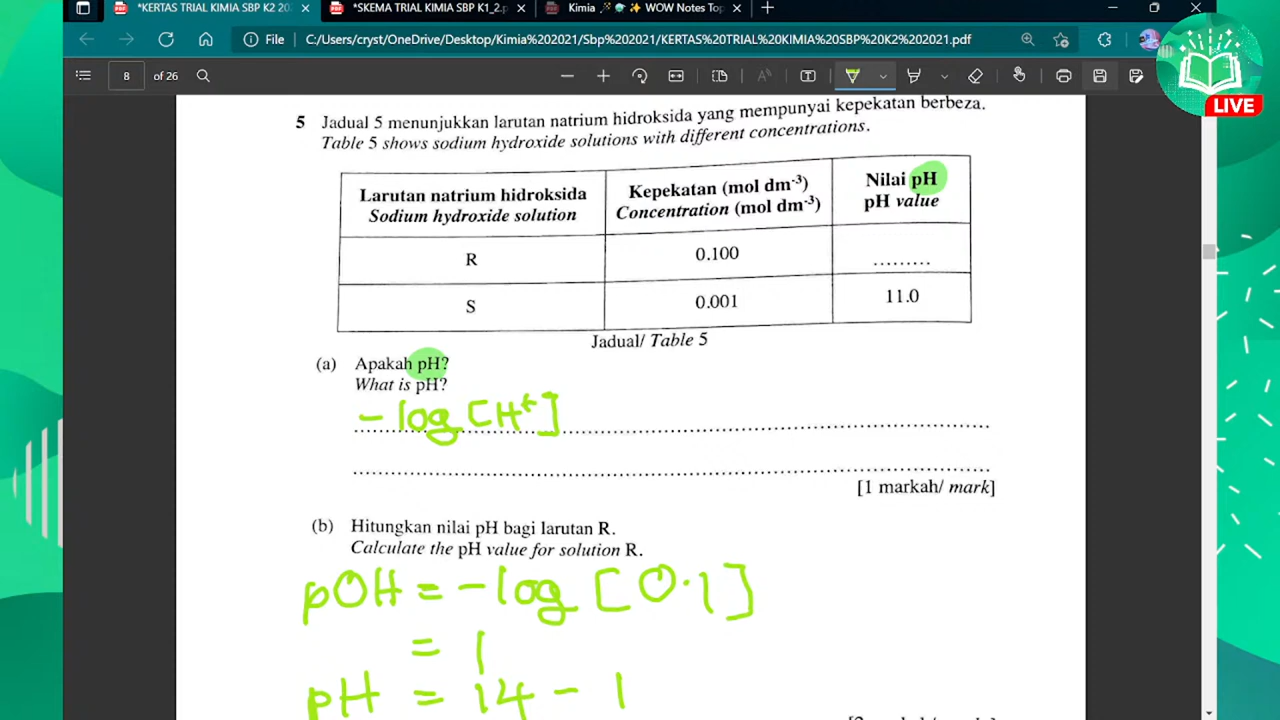 *KERTAS TRIAL KIMIA SBP K2 202
*SKEMA TRIAL KIMIA SBP K1_2.p
Kimia WOW Notes Top
File C:/Users/cryst/OneDrive/Desktop/Kimia%202021/Sbp%202021/KERTAS%20TRIAL%20KIMIA%20SBP%20K2%202021.pdf
LIVE
8 of 26
5 Jadual 5 menunjukkan larutan natrium hidroksida yang mempunyai kepekatan berbeza.
Table 5 shows sodium hydroxide solutions with different concentrations.
Larutan natrium hidroksida Kepekatan (mol dm-3) Nilai pH
Sodium hydroxide solution Concentration (mol dm-3) pH value
R 0.100 .........
S 0.001 11.0
Jadual/ Table 5
(a) Apakah pH?
What is pH?
- log [H+]
[1 markah/ mark]
(b) Hitungkan nilai pH bagi larutan R.
Calculate the pH value for solution R.
pOH = - log [0.1]
= 1
pH = 14 - 1